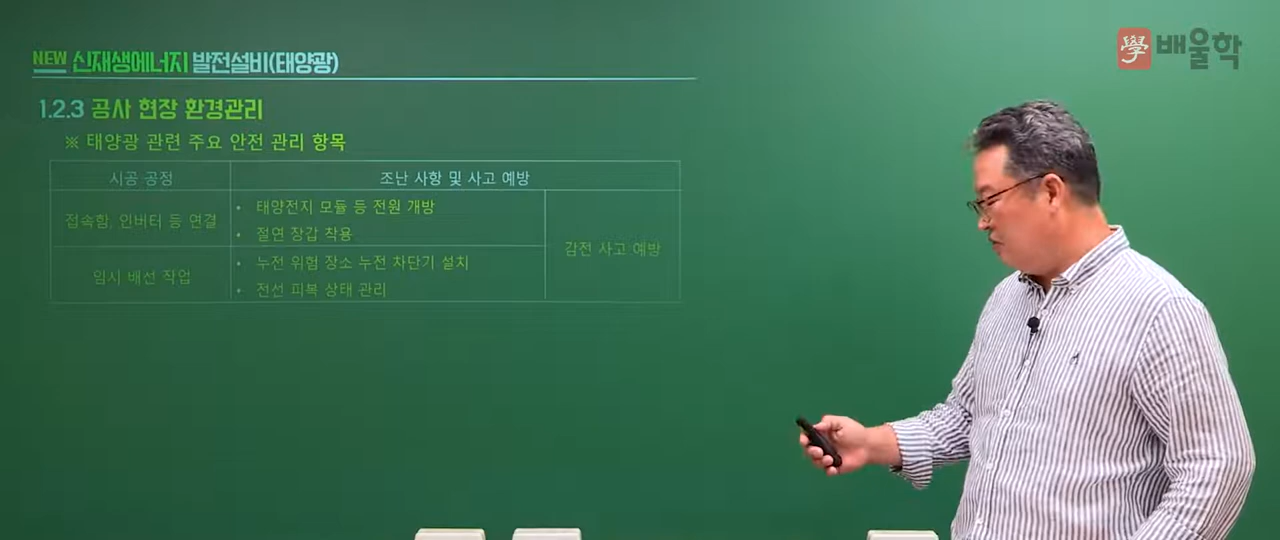 NEW 신재생에너지 발전설비(태양광)
學 배울학
1.2.3 공사 현장 환경관리
※ 태양광 관련 주요 안전 관리 항목
시공 공정 조난 사항 및 사고 예방
접속함, 인버터 등 연결
• 태양전지 모듈 등 전원 개방
• 절연 장갑 착용
감전 사고 예방
임시 배선 작업
• 누전 위험 장소 누전 차단기 설치
• 전선 피복 상태 관리